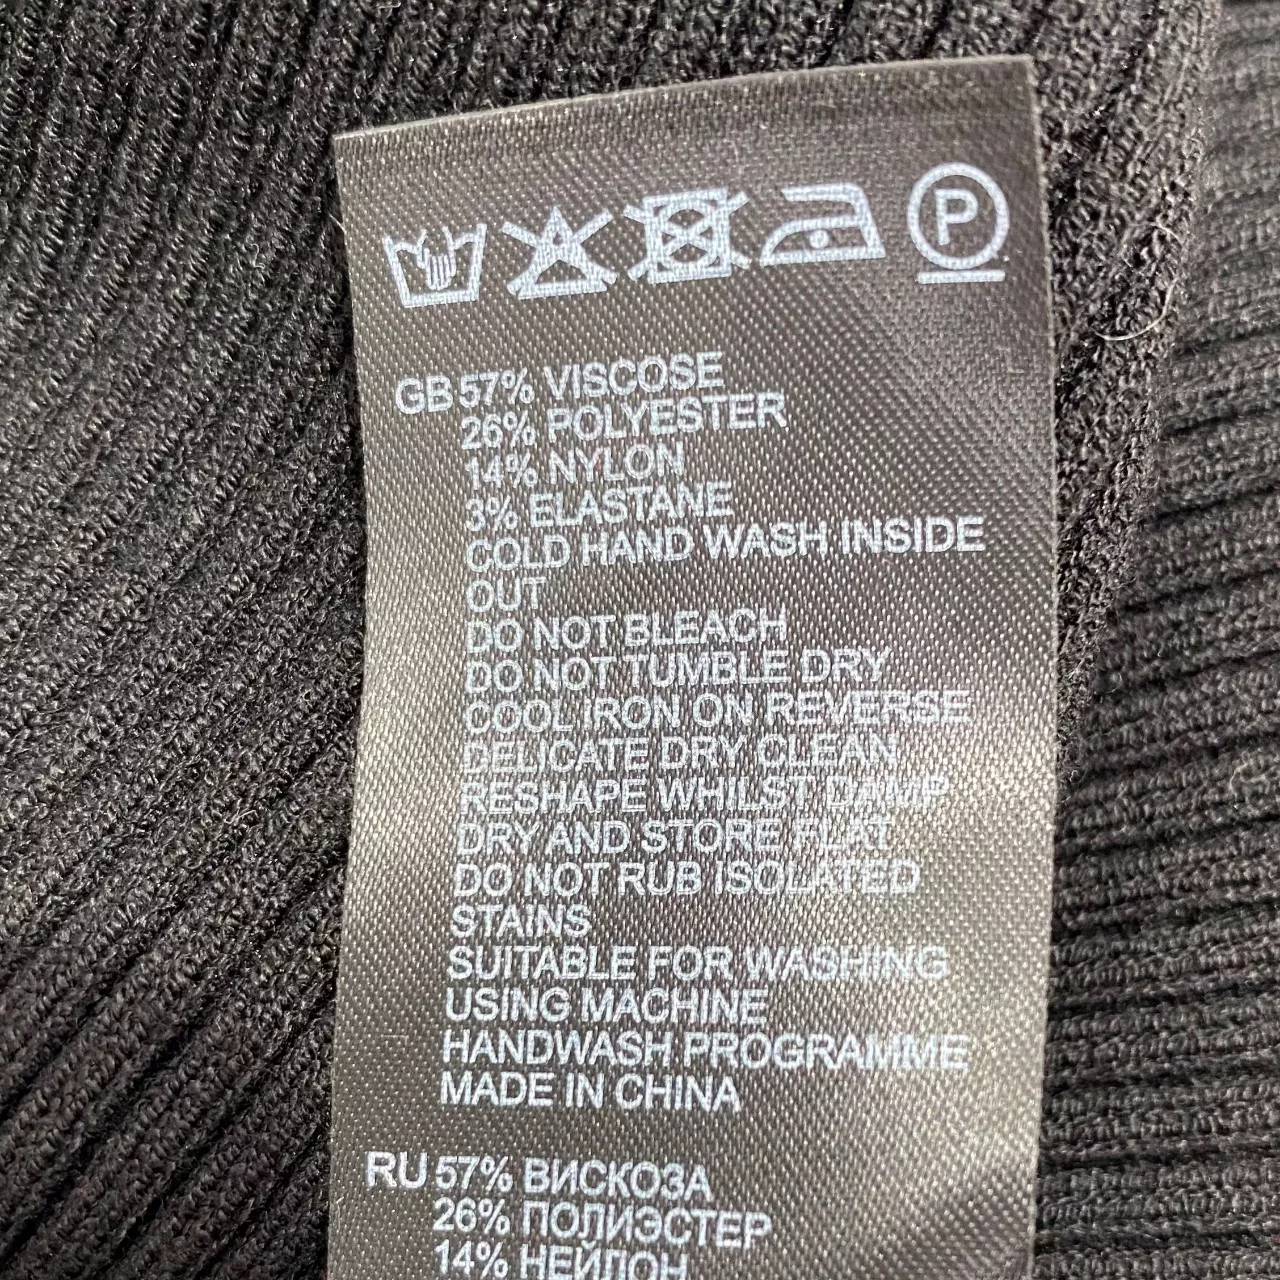 P
GB 57% VISCOSE
26% POLYESTER
14% NYLON
3% ELASTANE
COLD HAND WASH INSIDE
OUT
DO NOT BLEACH
DO NOT TUMBLE DRY
COOL IRON ON REVERSE
DELICATE DRY CLEAN
RESHAPE WHILST DAMP
DRY AND STORE FLAT
DO NOT RUB ISOLATED
STAINS
SUITABLE FOR WASHING
USING MACHINE
HANDWASH PROGRAMME
MADE IN CHINA
RU 57% ВИСКОЗА
26% ПОЛИЭСТЕР
14% НЕЙЛОН